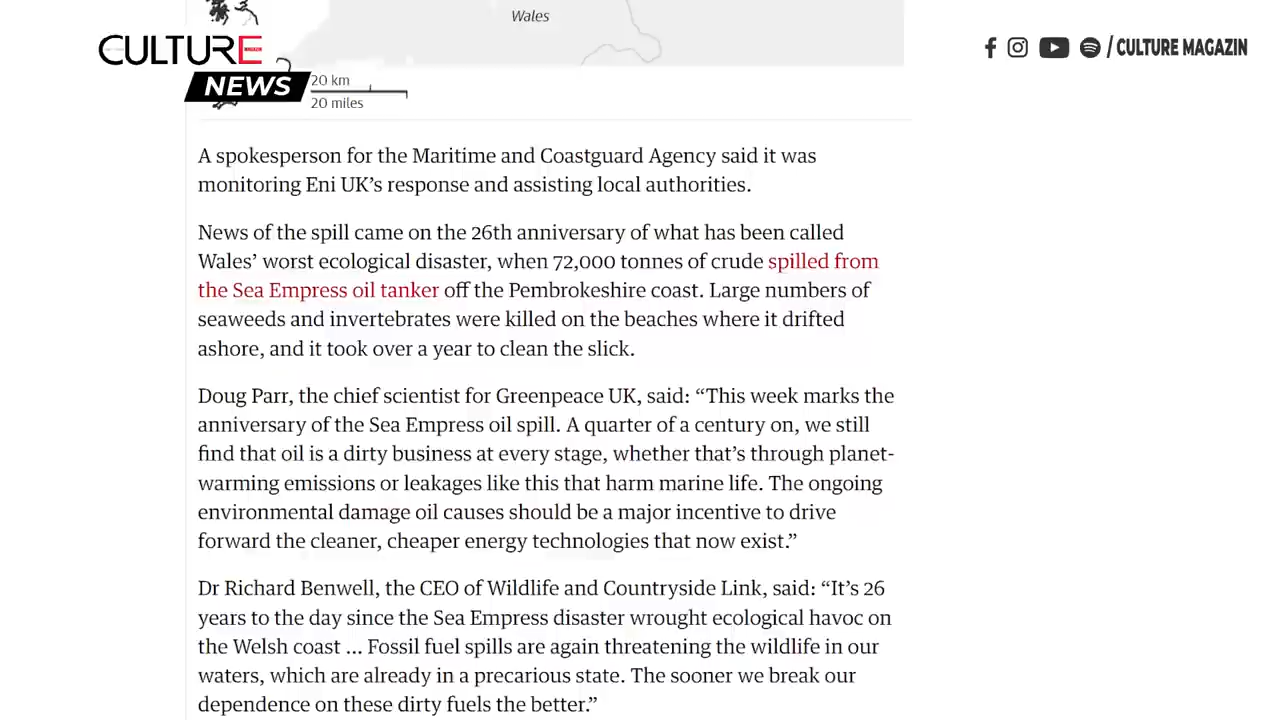 Wales
CULTURE
NEWS
/ CULTURE MAGAZIN
20 km
20 miles
A spokesperson for the Maritime and Coastguard Agency said it was
monitoring Eni UK’s response and assisting local authorities.
News of the spill came on the 26th anniversary of what has been called
Wales’ worst ecological disaster, when 72,000 tonnes of crude spilled from
the Sea Empress oil tanker off the Pembrokeshire coast. Large numbers of
seaweeds and invertebrates were killed on the beaches where it drifted
ashore, and it took over a year to clean the slick.
Doug Parr, the chief scientist for Greenpeace UK, said: “This week marks the
anniversary of the Sea Empress oil spill. A quarter of a century on, we still
find that oil is a dirty business at every stage, whether that’s through planet-
warming emissions or leakages like this that harm marine life. The ongoing
environmental damage oil causes should be a major incentive to drive
forward the cleaner, cheaper energy technologies that now exist.”
Dr Richard Benwell, the CEO of Wildlife and Countryside Link, said: “It’s 26
years to the day since the Sea Empress disaster wrought ecological havoc on
the Welsh coast ... Fossil fuel spills are again threatening the wildlife in our
waters, which are already in a precarious state. The sooner we break our
dependence on these dirty fuels the better.”